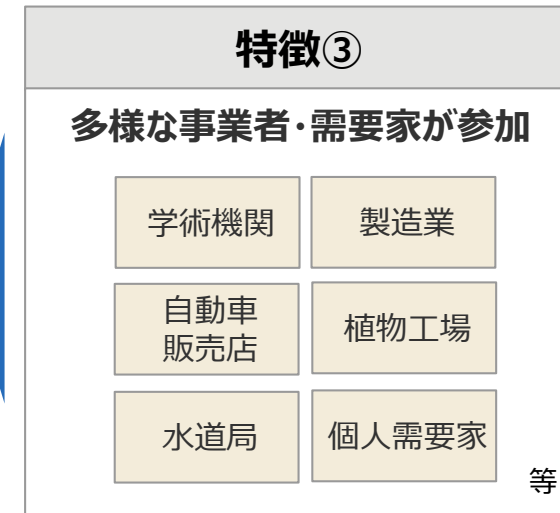 特徴③
多様な事業者・需要家が参加
学術機関
製造業
自動車
販売店
植物工場
水道局
個人需要家
等